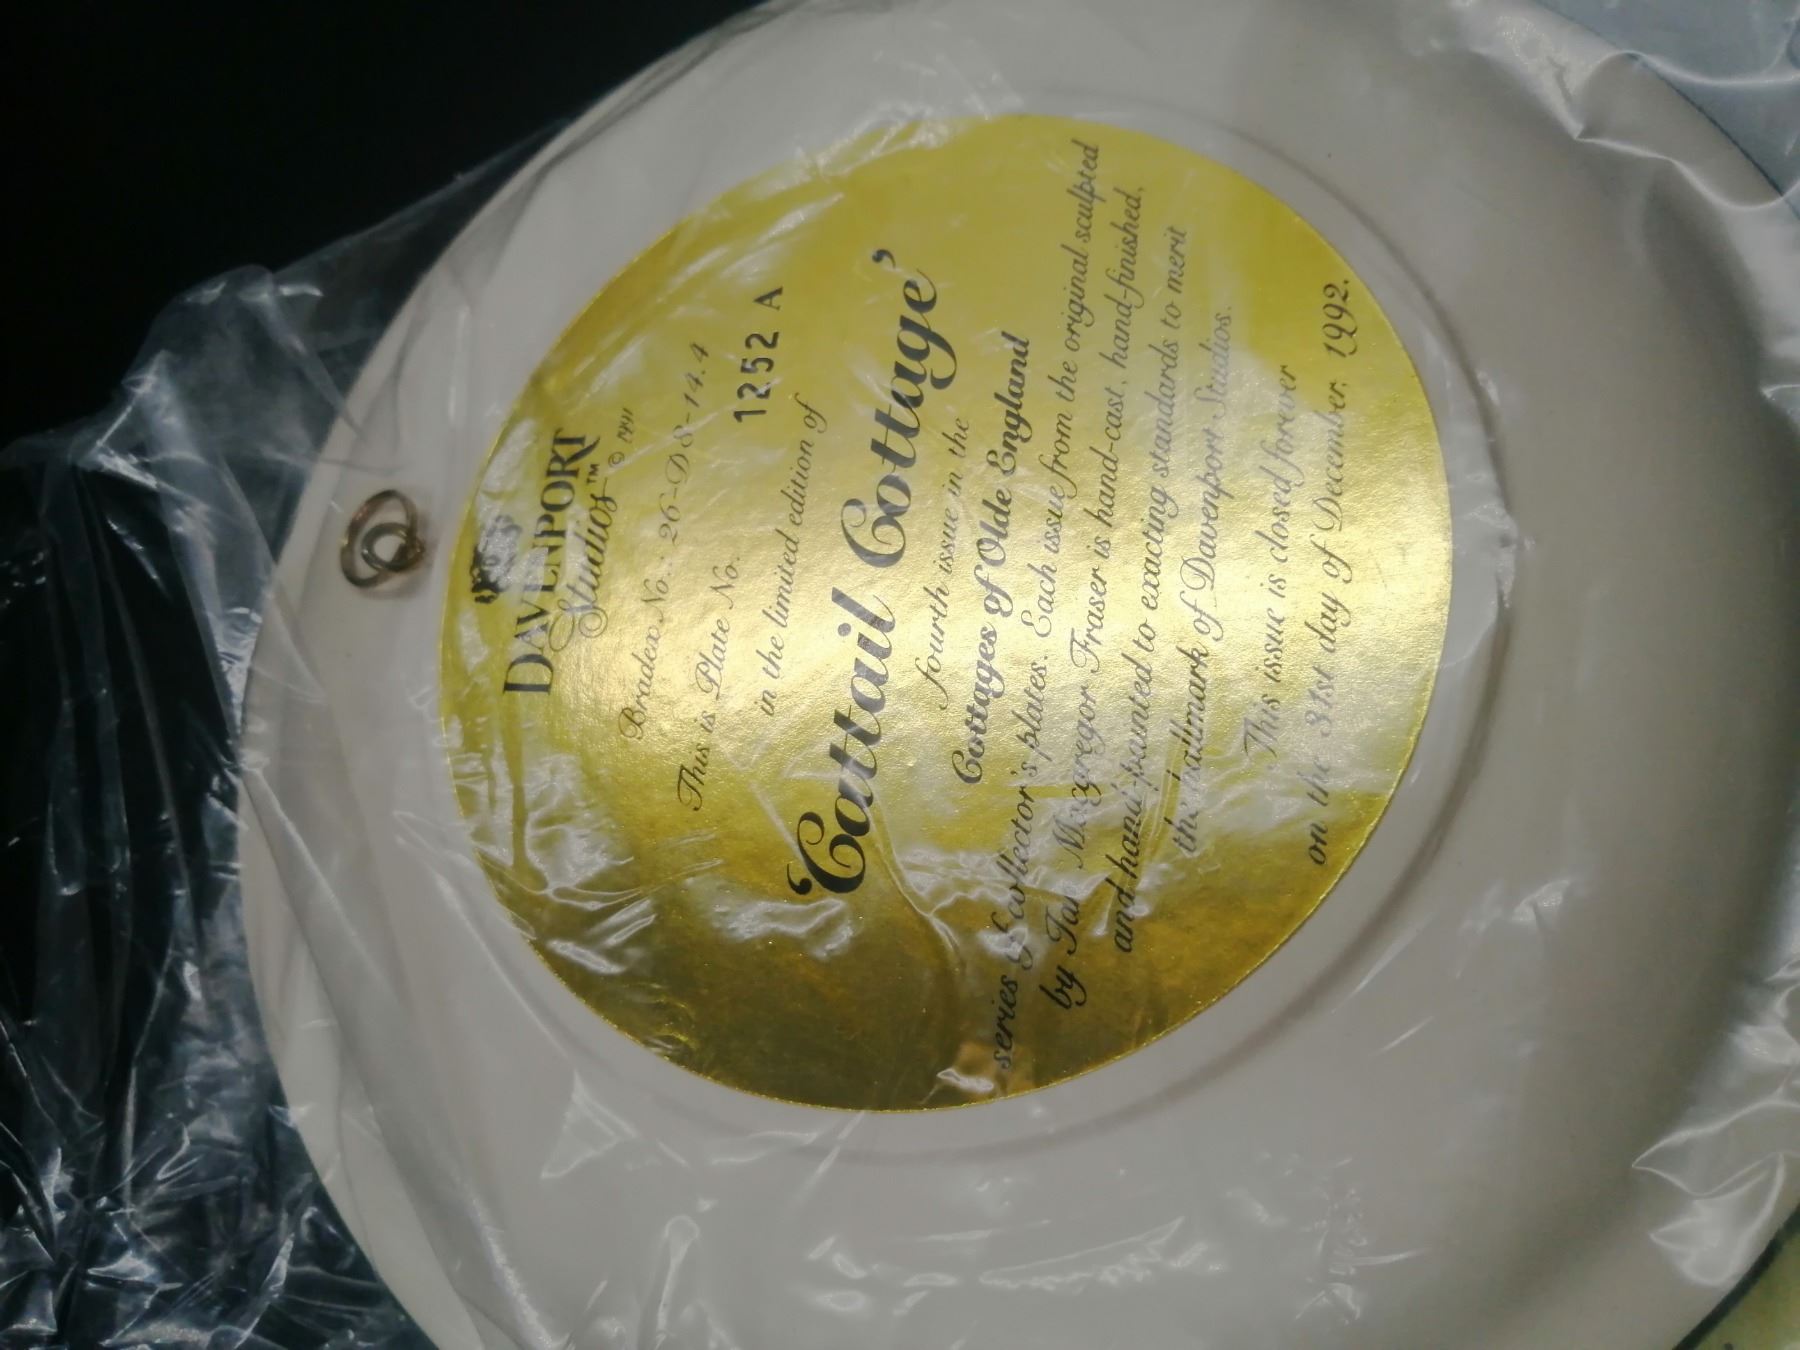 DAVENPORT
Studios™ © 1991
Bradex No.: 26-D8-14.4
This is Plate No. 1252 A
in the limited edition of
‘Cattail Cottage’
fourth issue in the
Cottages of Olde England
series of collector's plates. Each issue from the original sculpted
by Macgregor Fraser is hand-cast, hand-finished,
and hand-painted to exacting standards to merit
the hallmark of Davenport Studios.
This issue is closed forever
on the 31st day of December, 1992.